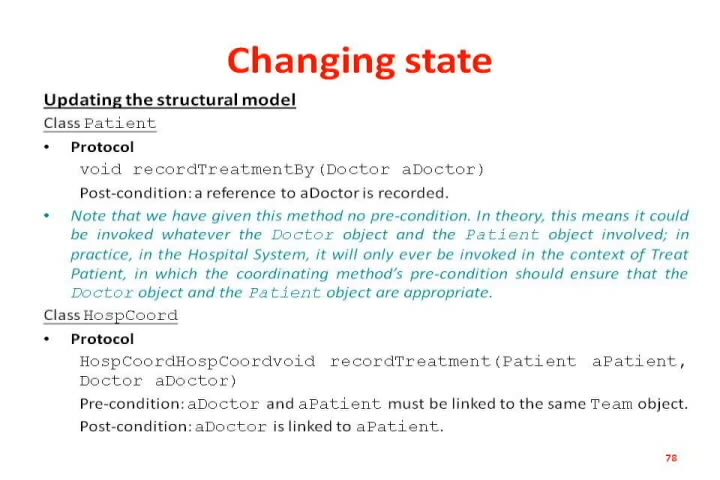 Changing state
Updating the structural model
Class Patient
• Protocol
void recordTreatmentBy(Doctor aDoctor)
Post-condition: a reference to aDoctor is recorded.
• Note that we have given this method no pre-condition. In theory, this means it could
be invoked whatever the Doctor object and the Patient object involved; in
practice, in the Hospital System, it will only ever be invoked in the context of Treat
Patient, in which the coordinating method's pre-condition should ensure that the
Doctor object and the Patient object are appropriate.
Class HospCoord
• Protocol
HospCoordHospCoordvoid recordTreatment(Patient aPatient,
Doctor aDoctor)
Pre-condition: aDoctor and aPatient must be linked to the same Team object.
Post-condition: aDoctor is linked to aPatient.
78